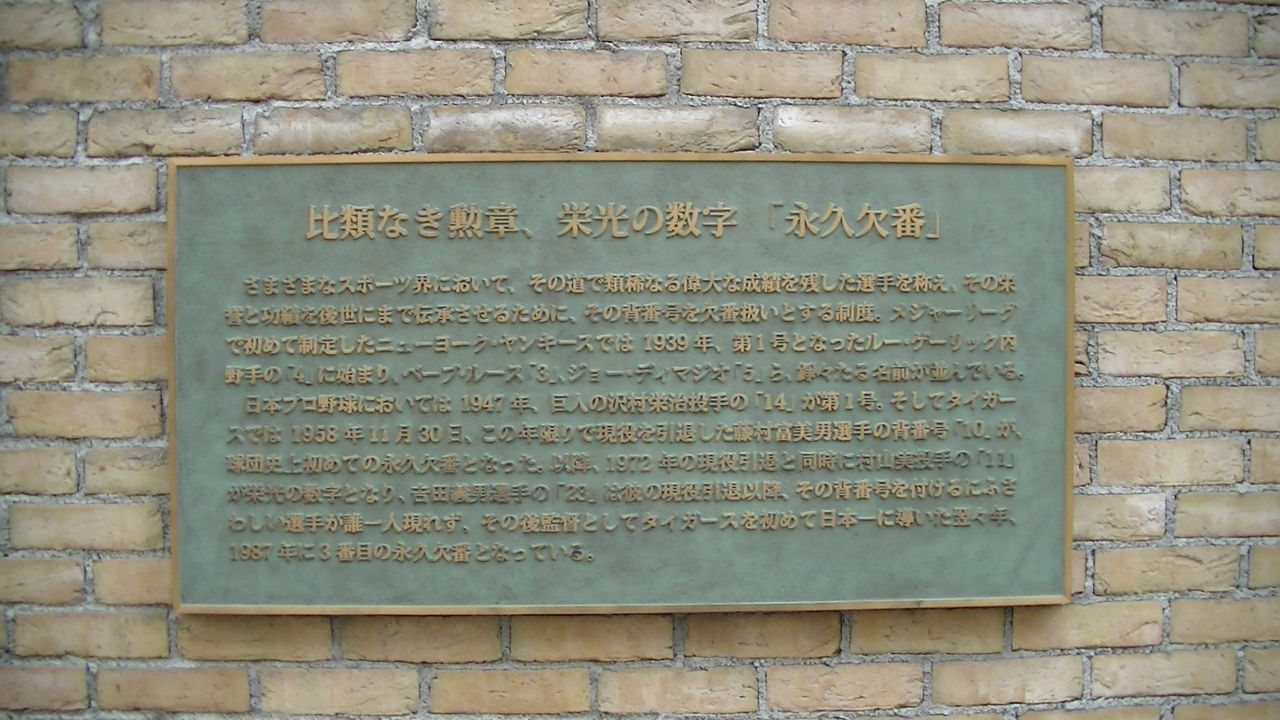 比類なき勲章、栄光の数字「永久欠番」
さまざまなスポーツ界において、その道で類稀なる偉大な成績を残した選手を称え、その栄
誉と功績を後世にまで伝承させるために、その背番号を欠番扱いとする制度。メジャーリーグ
で初めて制定したニューヨーク・ヤンキースでは 1939 年、第1号となったルー・ゲーリック内
野手の「4」に始まり、ベーブ・ルース「3」、ジョー・ディマジオ「5」ら、錚々たる名前が並んでいる。
日本プロ野球においては 1947 年、巨人の沢村栄治投手の「14」が第1号。そしてタイガー
スでは 1958 年 11 月 30 日、この年限りで現役を引退した藤村富美男選手の背番号「10」が、
球団史上初めての永久欠番となった。以降、1972 年の現役引退と同時に村山実投手の「11」
が栄光の数字となり、吉田義男選手の「23」は彼の現役引退以降、その背番号を付けるにふさ
わしい選手が誰一人現れず、その後監督としてタイガースを初めて日本一に導いた翌々年、
1987 年に3番目の永久欠番となっている。